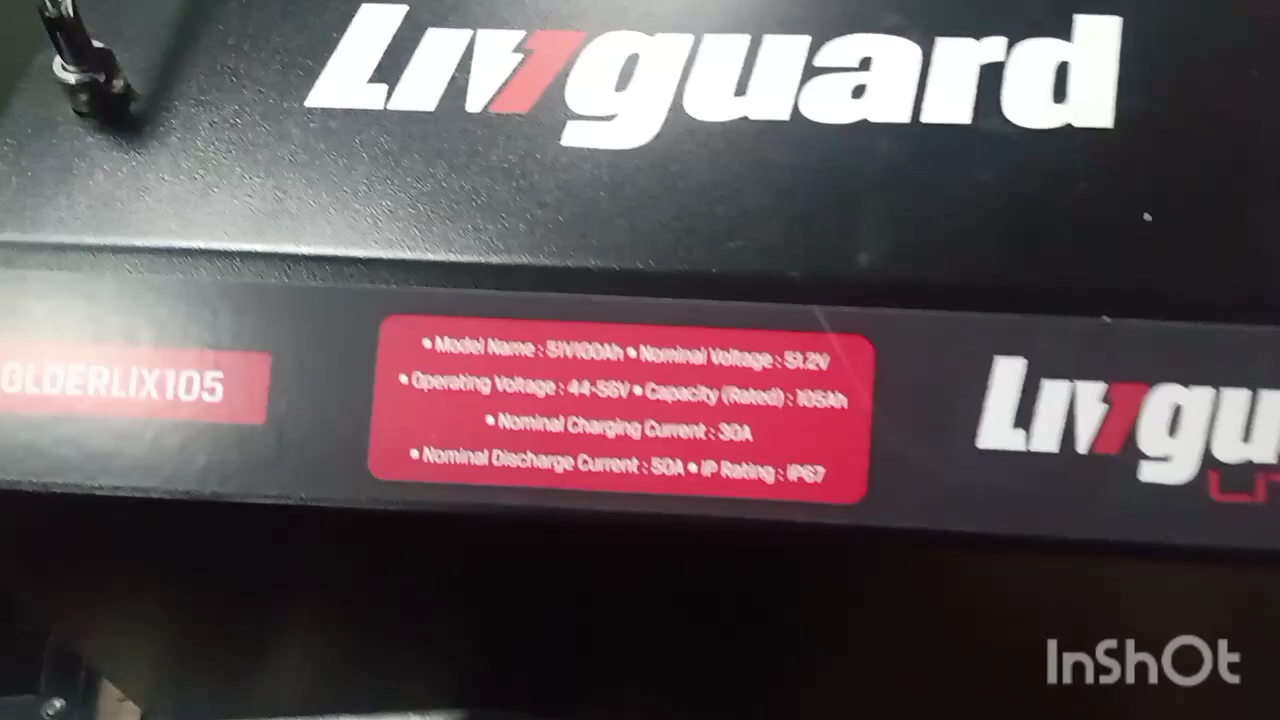 Livguard
GLDERLIX105
• Model Name : 51V100Ah • Nominal Voltage : 51.2V
• Operating Voltage : 44-56V • Capacity (Rated) : 105Ah
• Nominal Charging Current : 30A
• Nominal Discharge Current : 50A • IP Rating : IP67
Livgu
LIT
InShOt